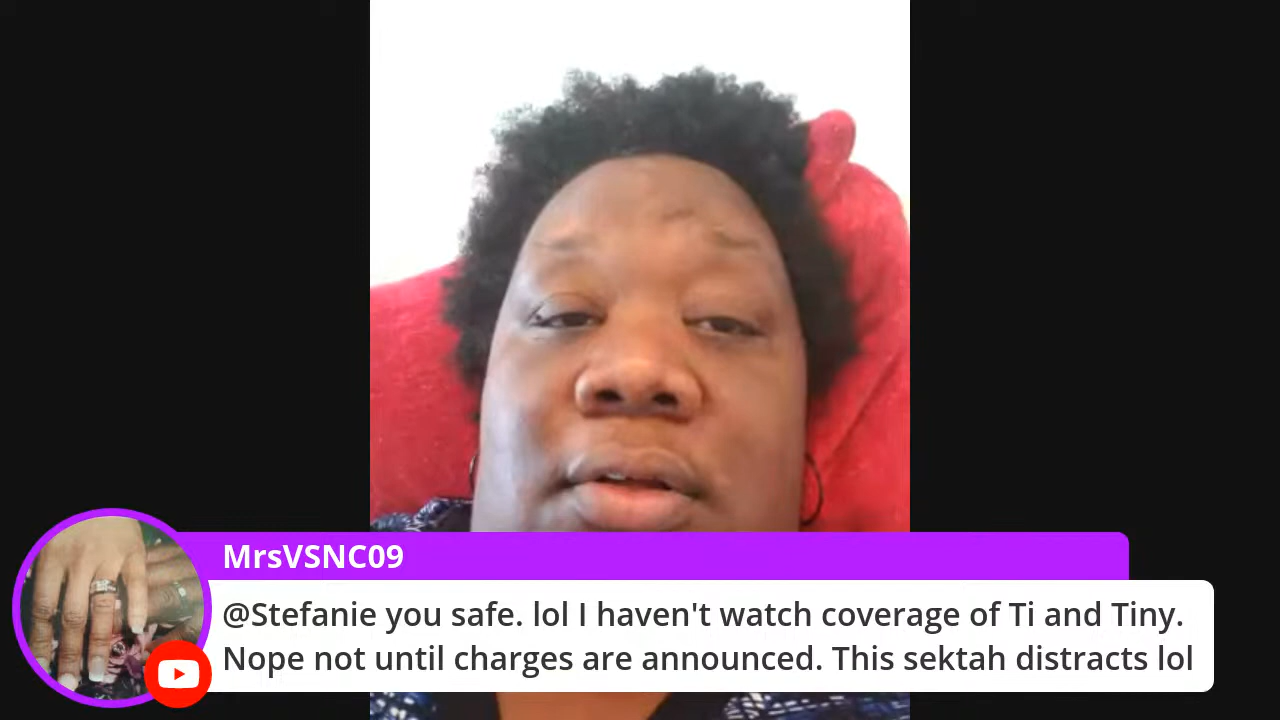 MrsVSNC09
@Stefanie you safe. lol I haven't watch coverage of Ti and Tiny.
Nope not until charges are announced. This sektah distracts lol